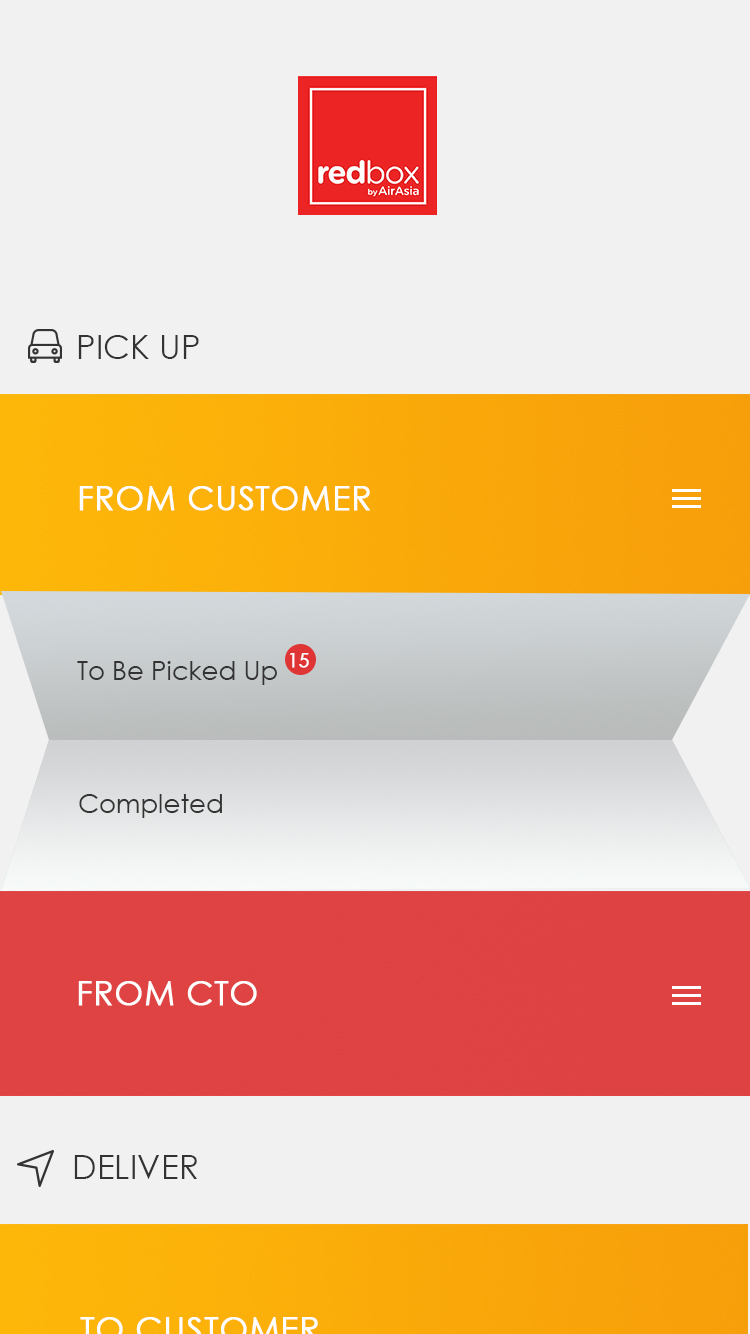 redbox
by AirAsia
PICK UP
FROM CUSTOMER
To Be Picked Up 15
Completed
FROM CTO
DELIVER
TO CUSTOMER